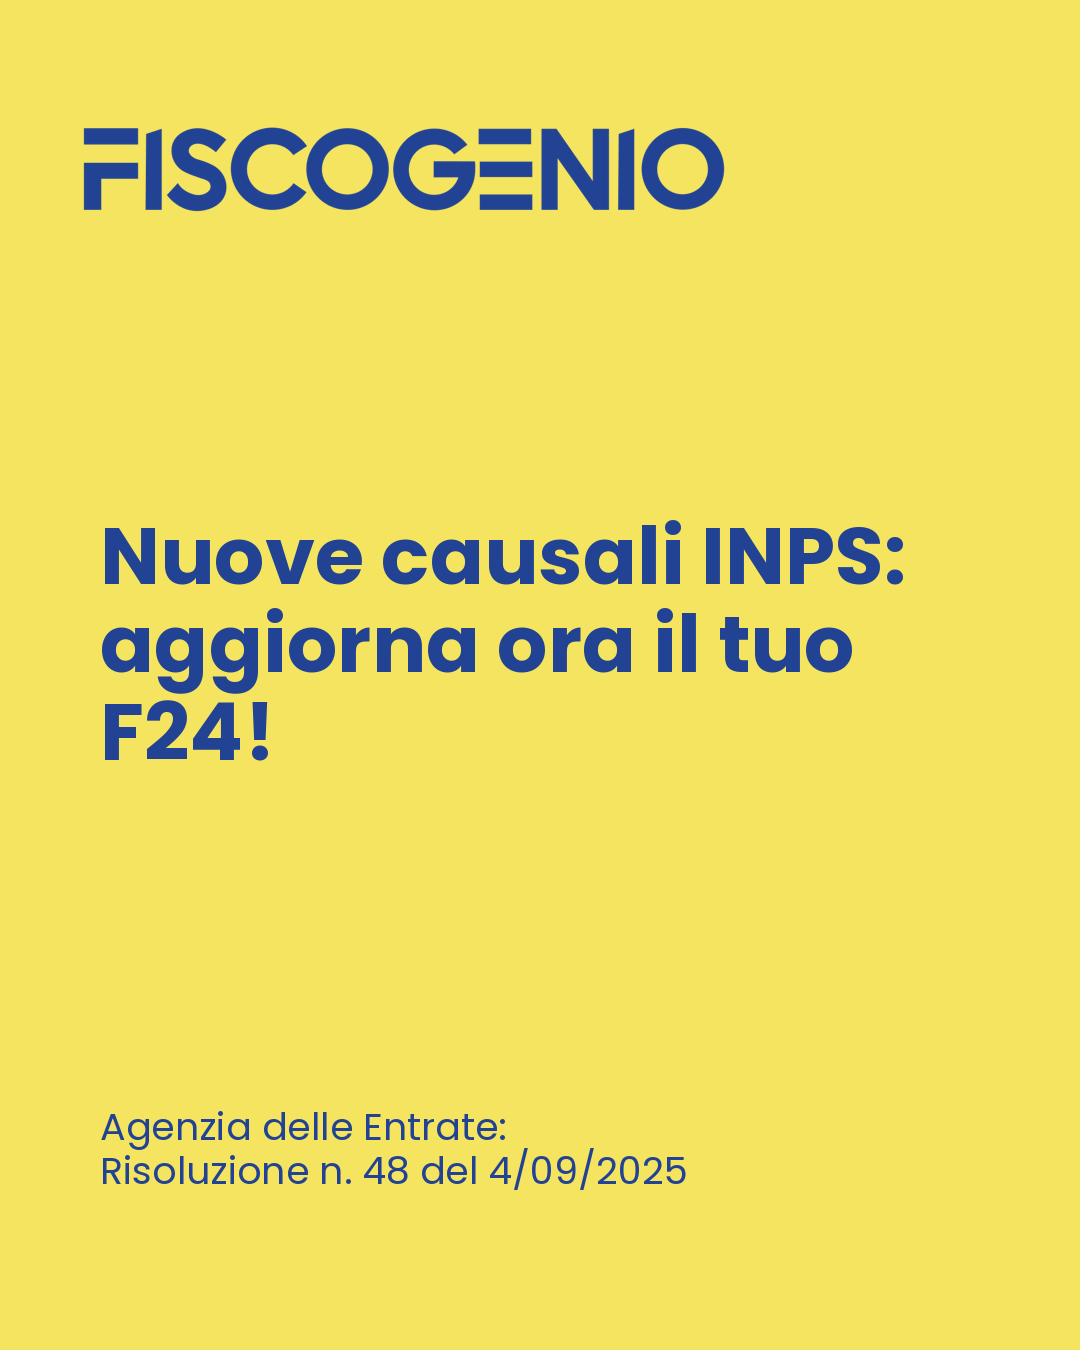 FISCOGENIO
Nuove causali INPS:
aggiorna ora il tuo
F24!
Agenzia delle Entrate:
Risoluzione n. 48 del 4/09/2025